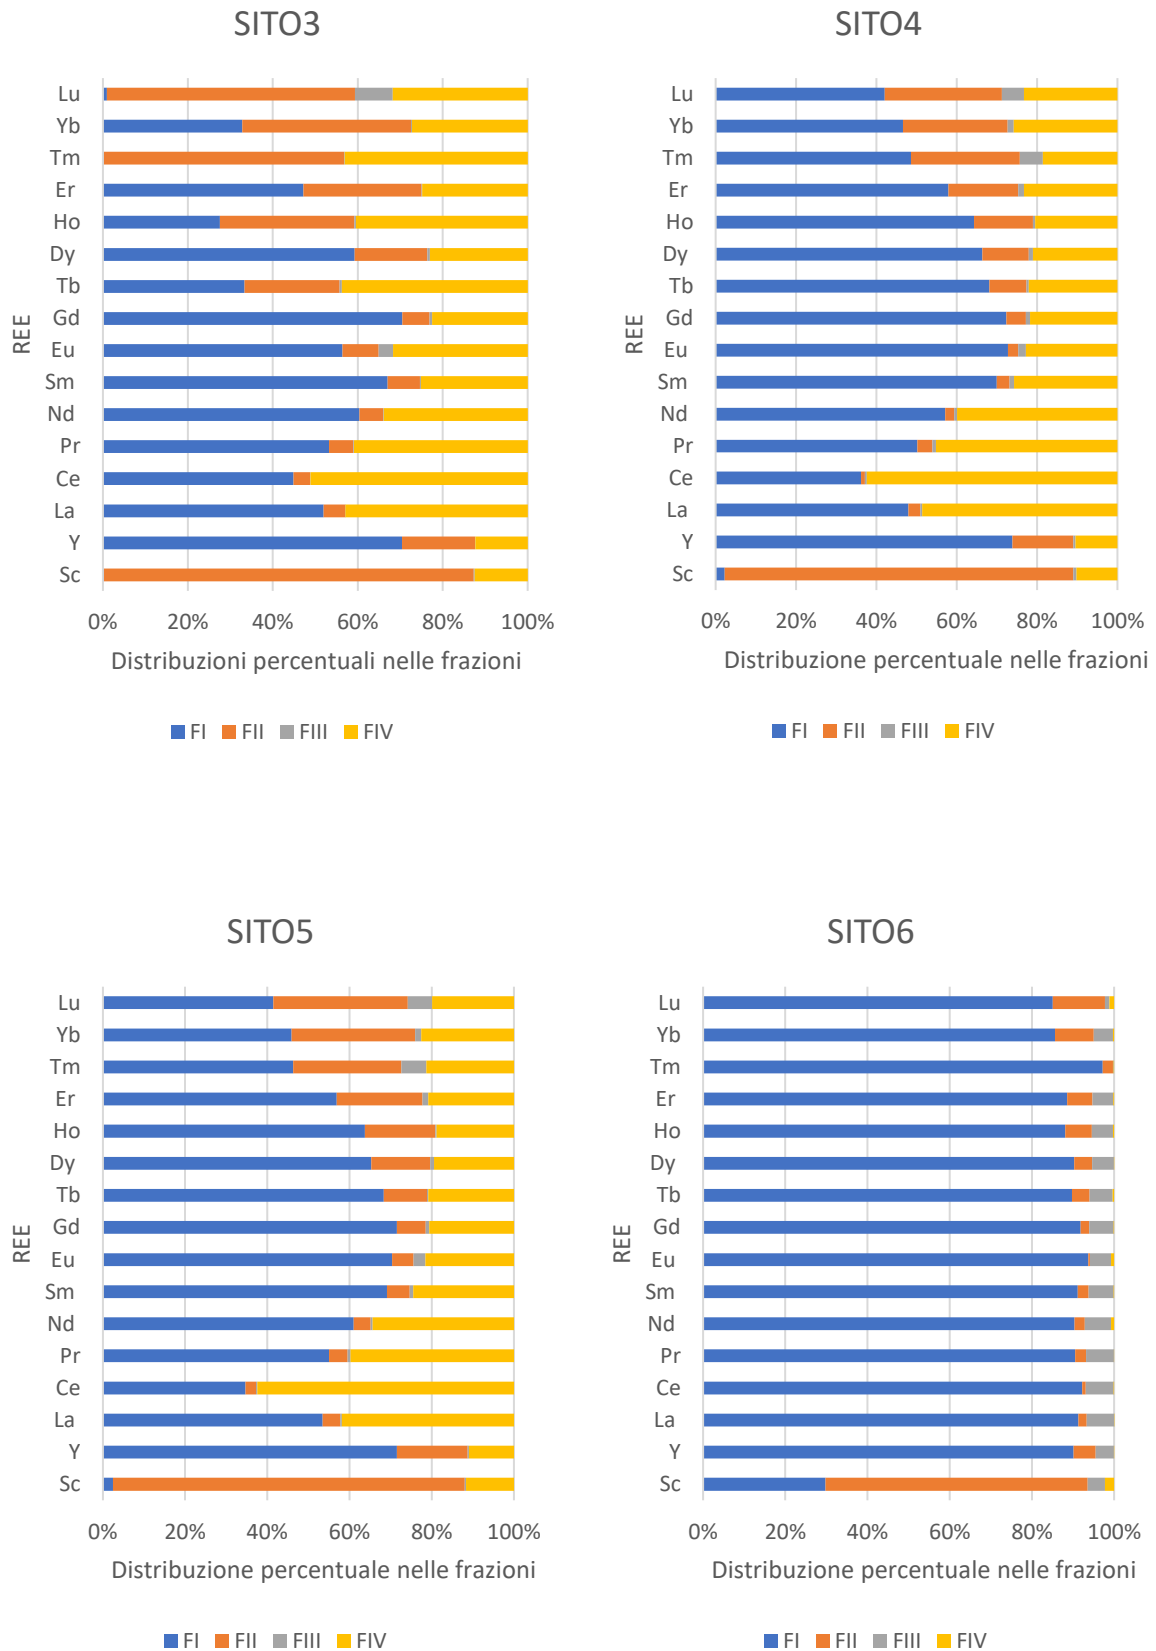 SITO3
Lu
Yb
Tm
Er
Ho
Dy
Tb
Gd
Eu
Sm
Nd
Pr
Ce
La
Y
Sc
REE
0% 20% 40% 60% 80% 100%
Distribuzioni percentuali nelle frazioni
FI FII FIII FIV
SITO4
Lu
Yb
Tm
Er
Ho
Dy
Tb
Gd
Eu
Sm
Nd
Pr
Ce
La
Y
Sc
REE
0% 20% 40% 60% 80% 100%
Distribuzione percentuale nelle frazioni
FI FII FIII FIV
SITO5
Lu
Yb
Tm
Er
Ho
Dy
Tb
Gd
Eu
Sm
Nd
Pr
Ce
La
Y
Sc
REE
0% 20% 40% 60% 80% 100%
Distribuzione percentuale nelle frazioni
FI FII FIII FIV
SITO6
Lu
Yb
Tm
Er
Ho
Dy
Tb
Gd
Eu
Sm
Nd
Pr
Ce
La
Y
Sc
REE
0% 20% 40% 60% 80% 100%
Distribuzione percentuale nelle frazioni
FI FII FIII FIV